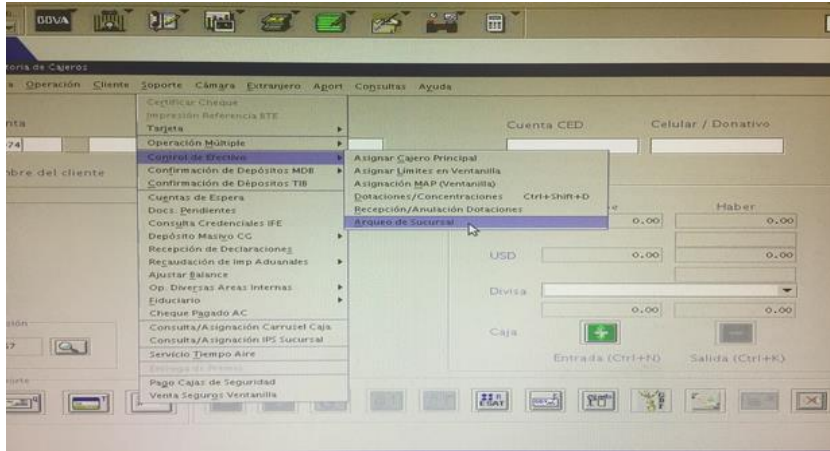 BBVA
toria de Cajeros
Operación Cliente Soporte Cámara Extranjero Aport Consultas Ayuda
Certificar Cheque
Impresión Referencia ETE
Tarjeta
Operación Múltiple
Control de Efectivo
Confirmación de Depósitos MDB
Confirmación de Dépositos TIB
Cuentas de Espera
Docs. Pendientes
Consulta Credenciales IFE
Depósito Masivo CG
Recepción de Declaraciones
Recaudación de Imp Aduanales
Ajustar Balance
Op. Diversas Areas Internas
Fiduciario
Cheque Pagado AC
Consulta/Asignación Carrusel Caja
Consulta/Asignación IPS Sucursal
Servicio Tiempo Aire
Pago Cajas de Seguridad
Venta Seguros Ventanilla
Asignar Cajero Principal
Asignar Límites en Ventanilla
Asignación MAP (Ventanilla)
Dotaciones/Concentraciones Ctrl+Shift+D
Recepción/Anulación Dotaciones
Arqueo de Sucursal
nta
74
mbre del cliente
Cuenta CED
Celular / Donativo
e Haber
0.00 0.00
USD 0.00 0.00
Divisa
0.00 0.00
Caja
Entrada (Ctrl+N) Salida (Ctrl+K)
sión
57
orte
ESAT